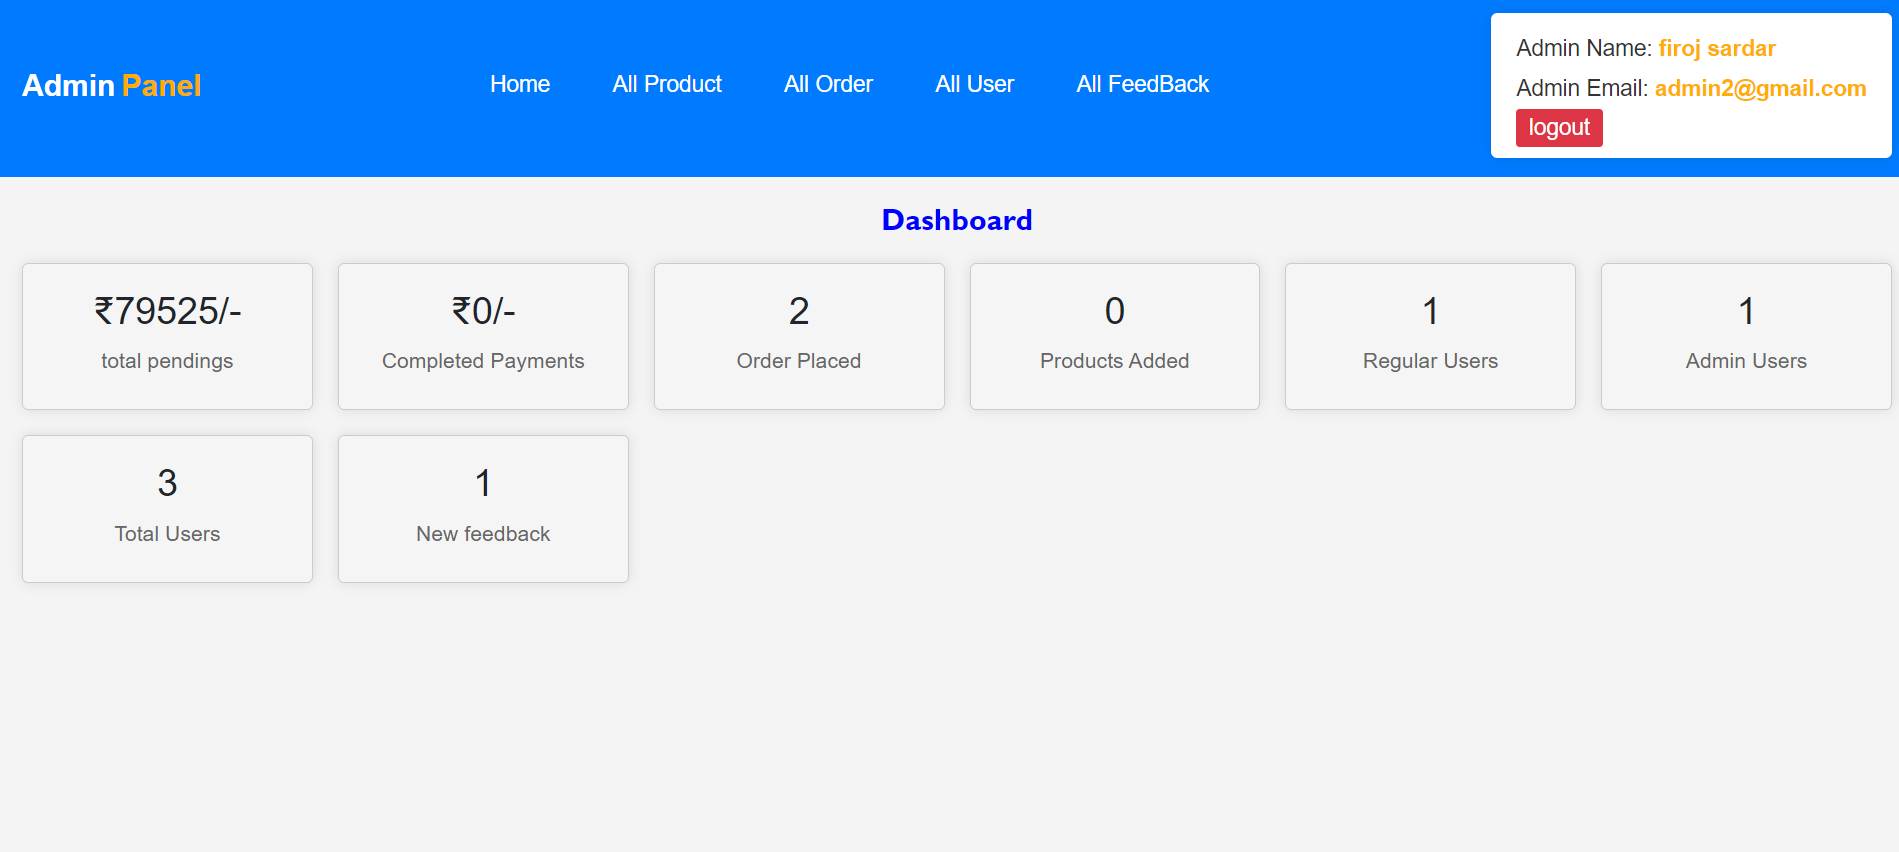 Admin Panel
Home
All Product
All Order
All User
All FeedBack
Admin Name: firoj sardar
Admin Email: admin2@gmail.com
logout
Dashboard
₹79525/-
total pendings
₹0/-
Completed Payments
2
Order Placed
0
Products Added
1
Regular Users
1
Admin Users
3
Total Users
1
New feedback